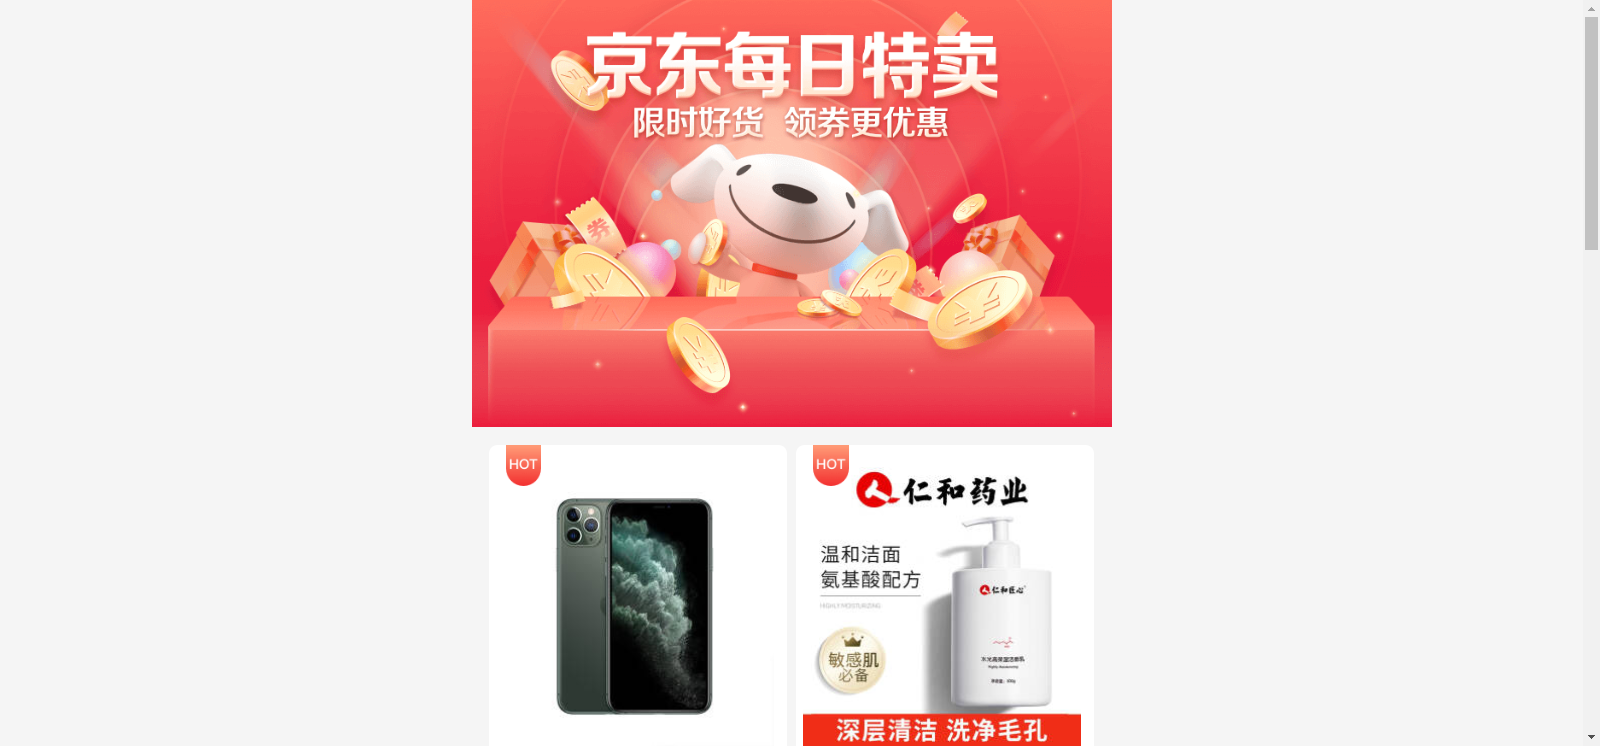 京东每日特卖
限时好货 领券更优惠
券
HOT
HOT
仁和药业
温和洁面
氨基酸配方
HIGHLY MOISTURIZING
仁和匠心
敏感肌
必备
深层清洁 洗净毛孔